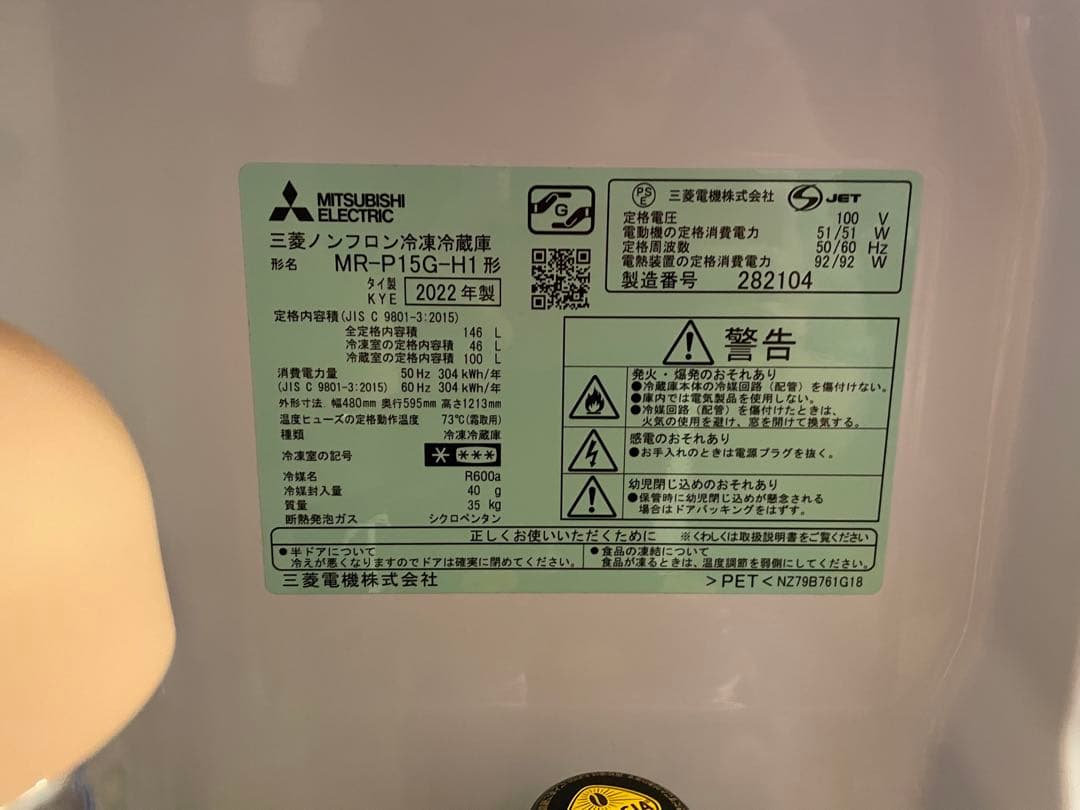 MITSUBISHI
ELECTRIC
G
三菱ノンフロン冷凍冷蔵庫
形名 MR-P15G-H1形
タイ製
KYE 2022年製
PS
E 三菱電機株式会社 S JET
定格電圧 100 V
電動機の定格消費電力 51/51 W
定格周波数 50/60 Hz
電熱装置の定格消費電力 92/92 W
製造番号 282104
定格内容積(JIS C 9801-3:2015)
全定格内容積 146 L
冷凍室の定格内容積 46 L
冷蔵室の定格内容積 100 L
消費電力量 50Hz 304kWh/年
(JIS C 9801-3:2015) 60Hz 304kWh/年
外形寸法 幅480mm 奥行595mm 高さ1213mm
温度ヒューズの定格動作温度 73℃(霜取用)
種類 冷凍冷蔵庫
冷凍室の記号 * ***
冷媒名 R600a
冷媒封入量 40 g
質量 35 kg
断熱発泡ガス シクロペンタン
警告
発火・爆発のおそれあり
●冷蔵庫本体の冷媒回路(配管)を傷付けない。
●庫内では電気製品を使用しない。
●冷媒回路(配管)を傷付けたときは、
火気の使用を避け、窓を開けて換気する。
感電のおそれあり
●お手入れのときは電源プラグを抜く。
幼児閉じ込めのおそれあり
●保管時に幼児閉じ込めが懸念される
場合はドアパッキングをはずす。
正しくお使いいただくために ※くわしくは取扱説明書をご覧ください
●半ドアについて
冷えが悪くなりますのでドアは確実に閉めてください。
●食品の凍結について
食品が凍るときは、温度調節を弱側にしてください。
三菱電機株式会社
>PET< NZ79B761G18